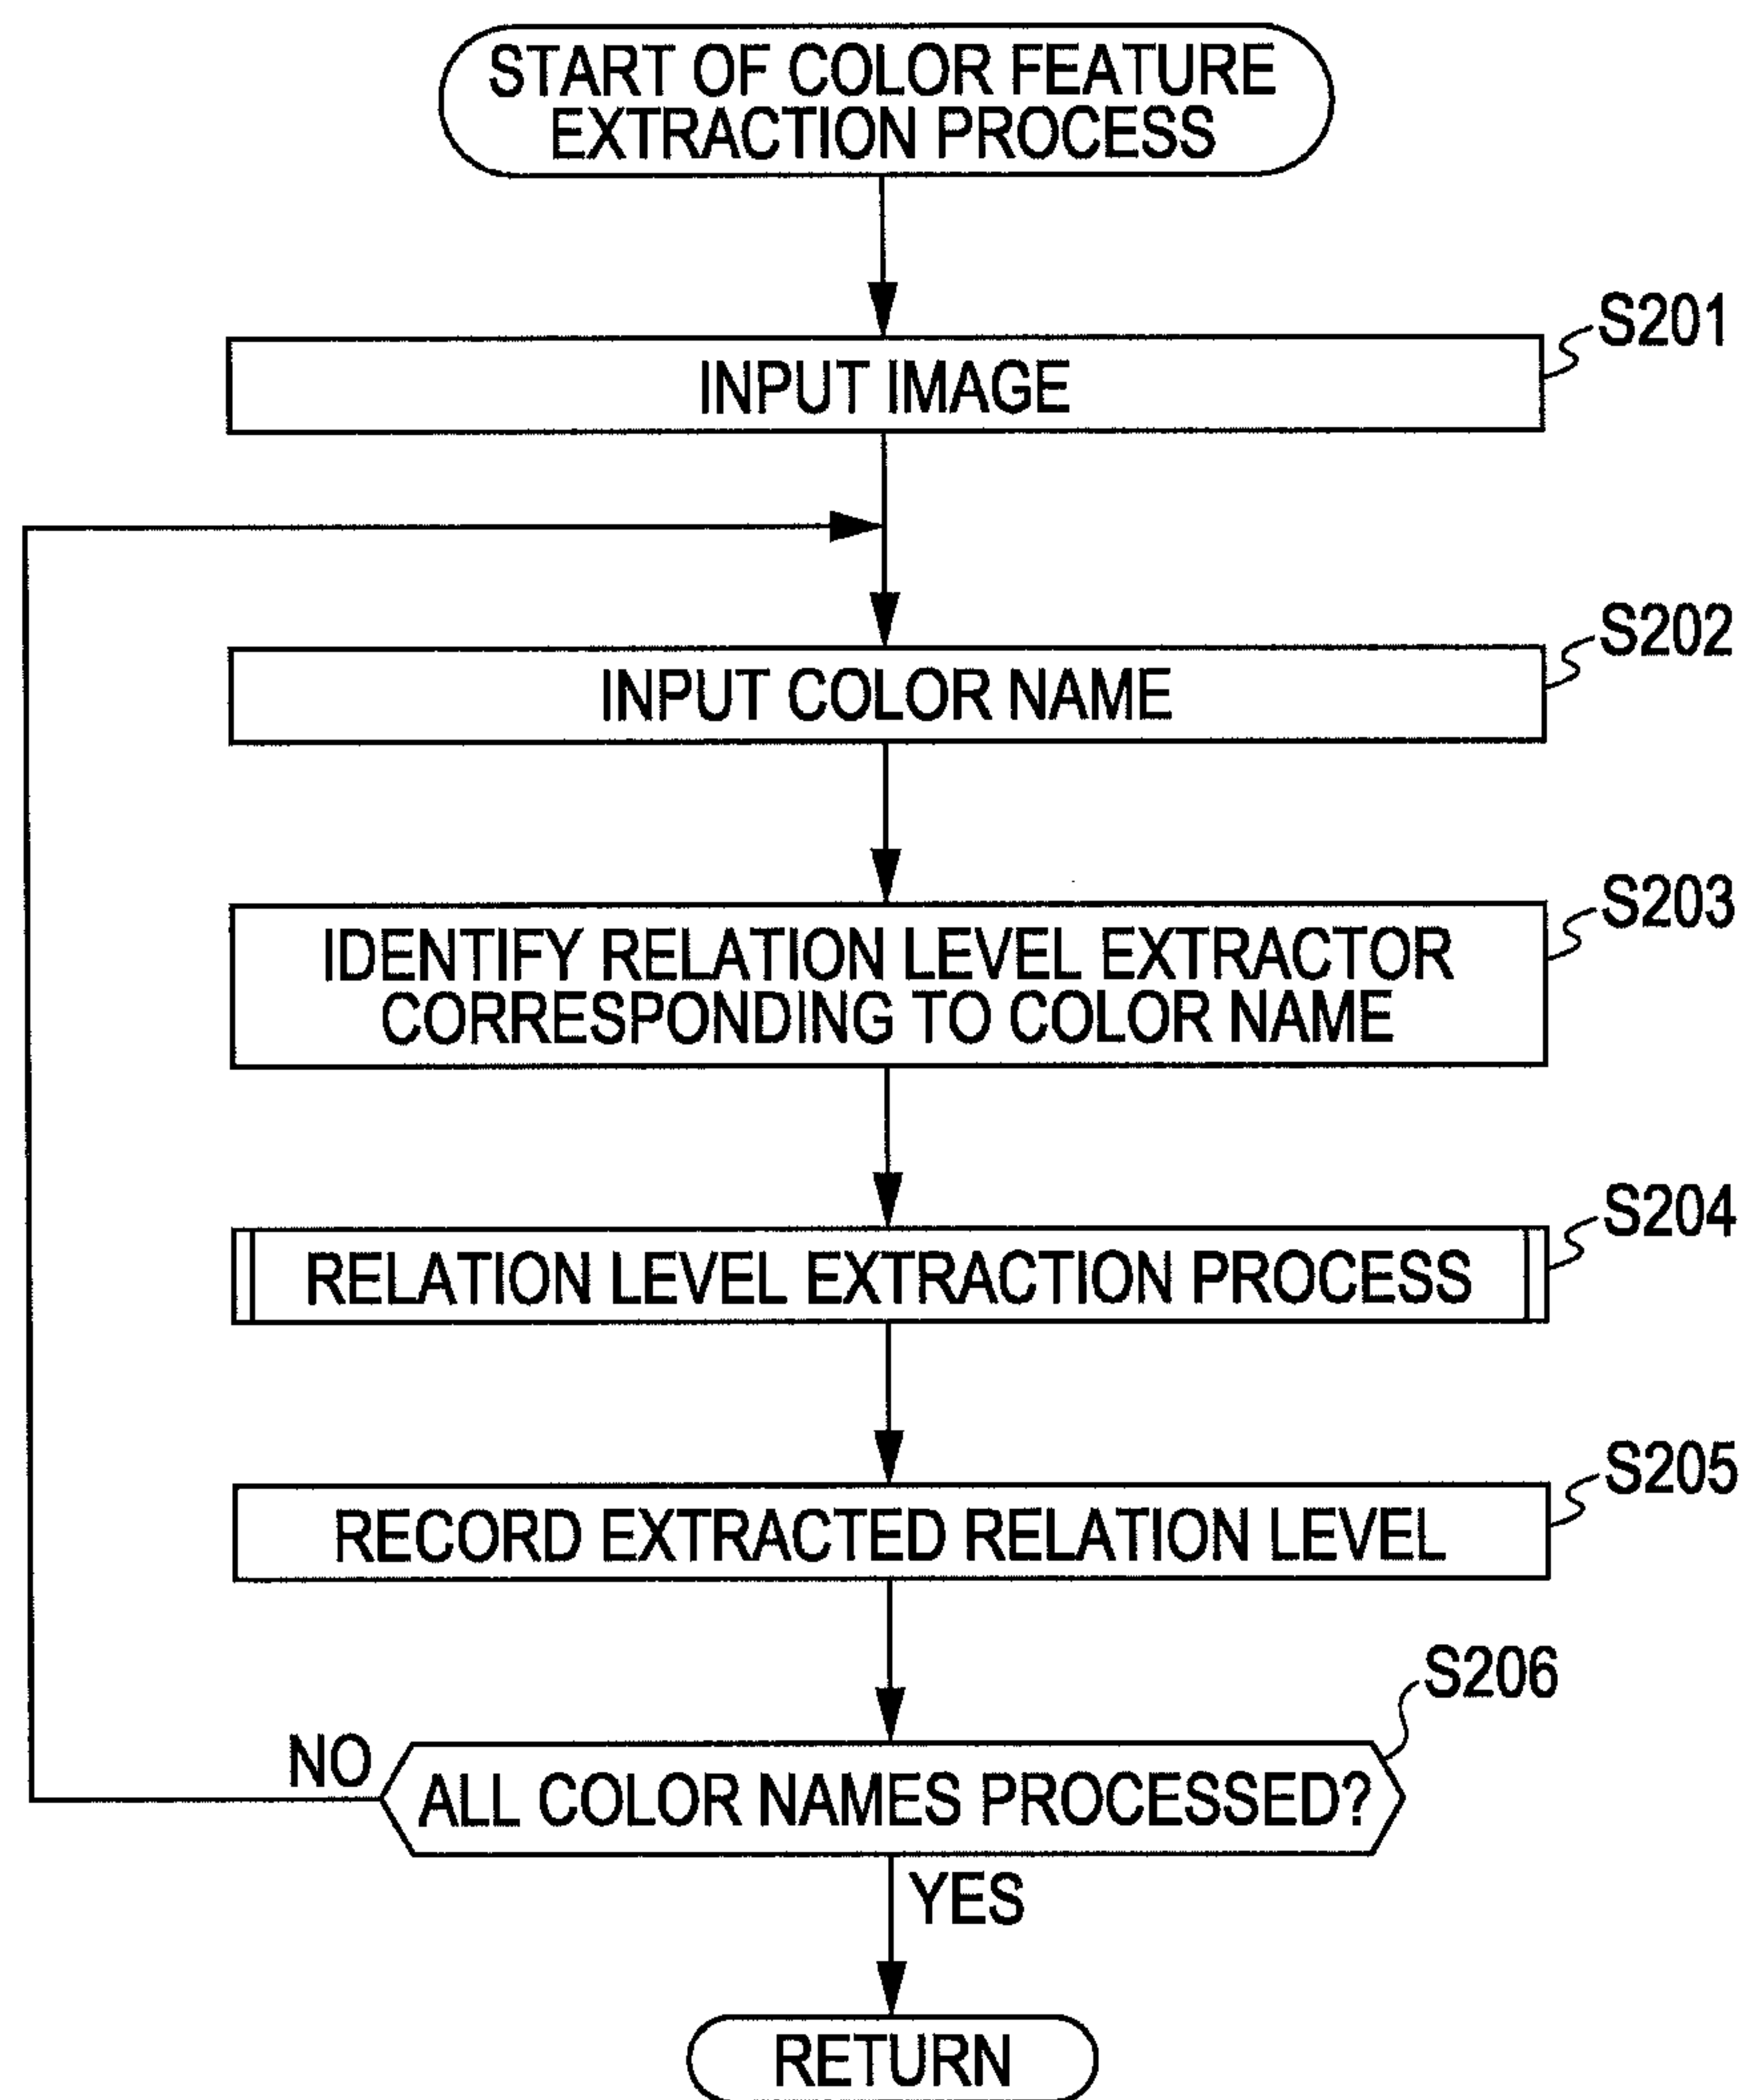 START OF COLOR FEATURE
EXTRACTION PROCESS
S201
INPUT IMAGE
S202
INPUT COLOR NAME
S203
IDENTIFY RELATION LEVEL EXTRACTOR
CORRESPONDING TO COLOR NAME
S204
RELATION LEVEL EXTRACTION PROCESS
S205
RECORD EXTRACTED RELATION LEVEL
S206
NO
ALL COLOR NAMES PROCESSED?
YES
RETURN